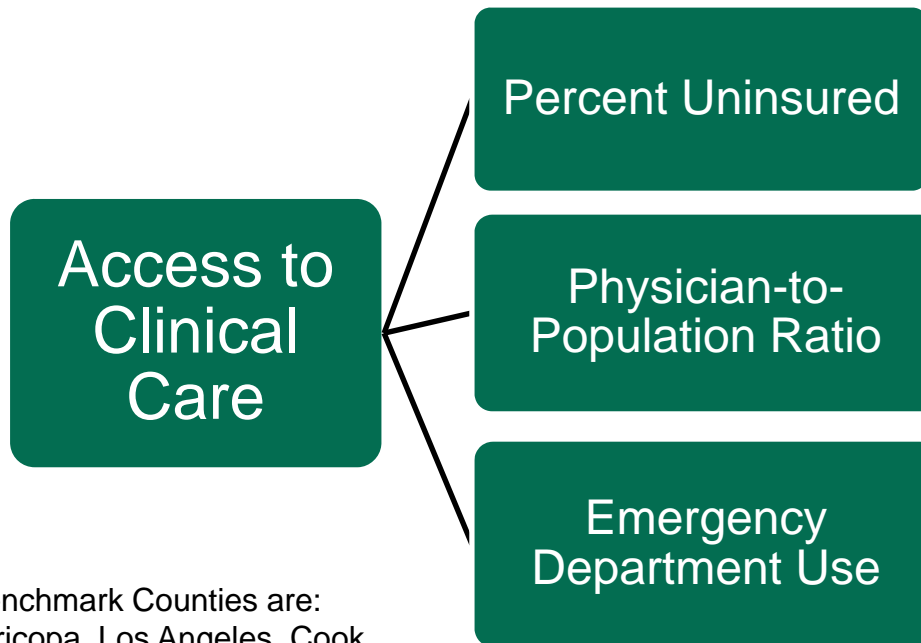 Percent Uninsured
Access to
Clinical
Care
Physician-to-
Population Ratio
Emergency
Department Use
Counties are:
Los Angeles, Cook